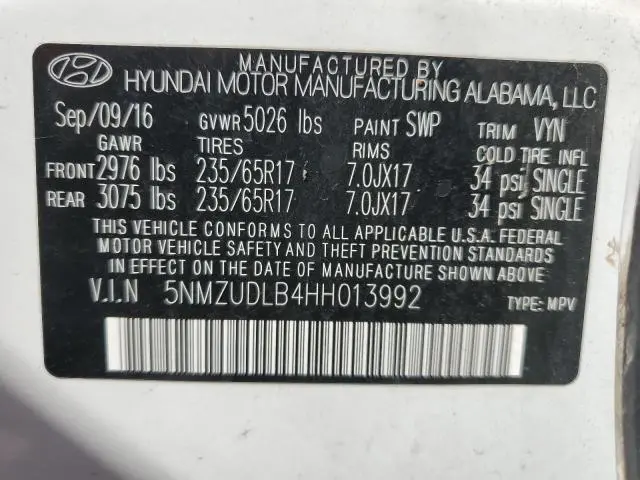 MANUFACTURED BY
HYUNDAI MOTOR MANUFACTURING ALABAMA, LLC
Sep/09/16 GVWR 5026 lbs PAINT SWP TRIM VYN
GAWR TIRES RIMS COLD TIRE INFL
FRONT 2976 lbs 235/65R17 7.0JX17 34 psi, SINGLE
REAR 3075 lbs 235/65R17 7.0JX17 34 psi SINGLE
THIS VEHICLE CONFORMS TO ALL APPLICABLE U.S.A. FEDERAL
MOTOR VEHICLE SAFETY AND THEFT PREVENTION STANDARDS
IN EFFECT ON THE DATE OF MANUFACTURE SHOWN ABOVE.
V.I.N 5NMZUDLB4HH013992 TYPE: MPV